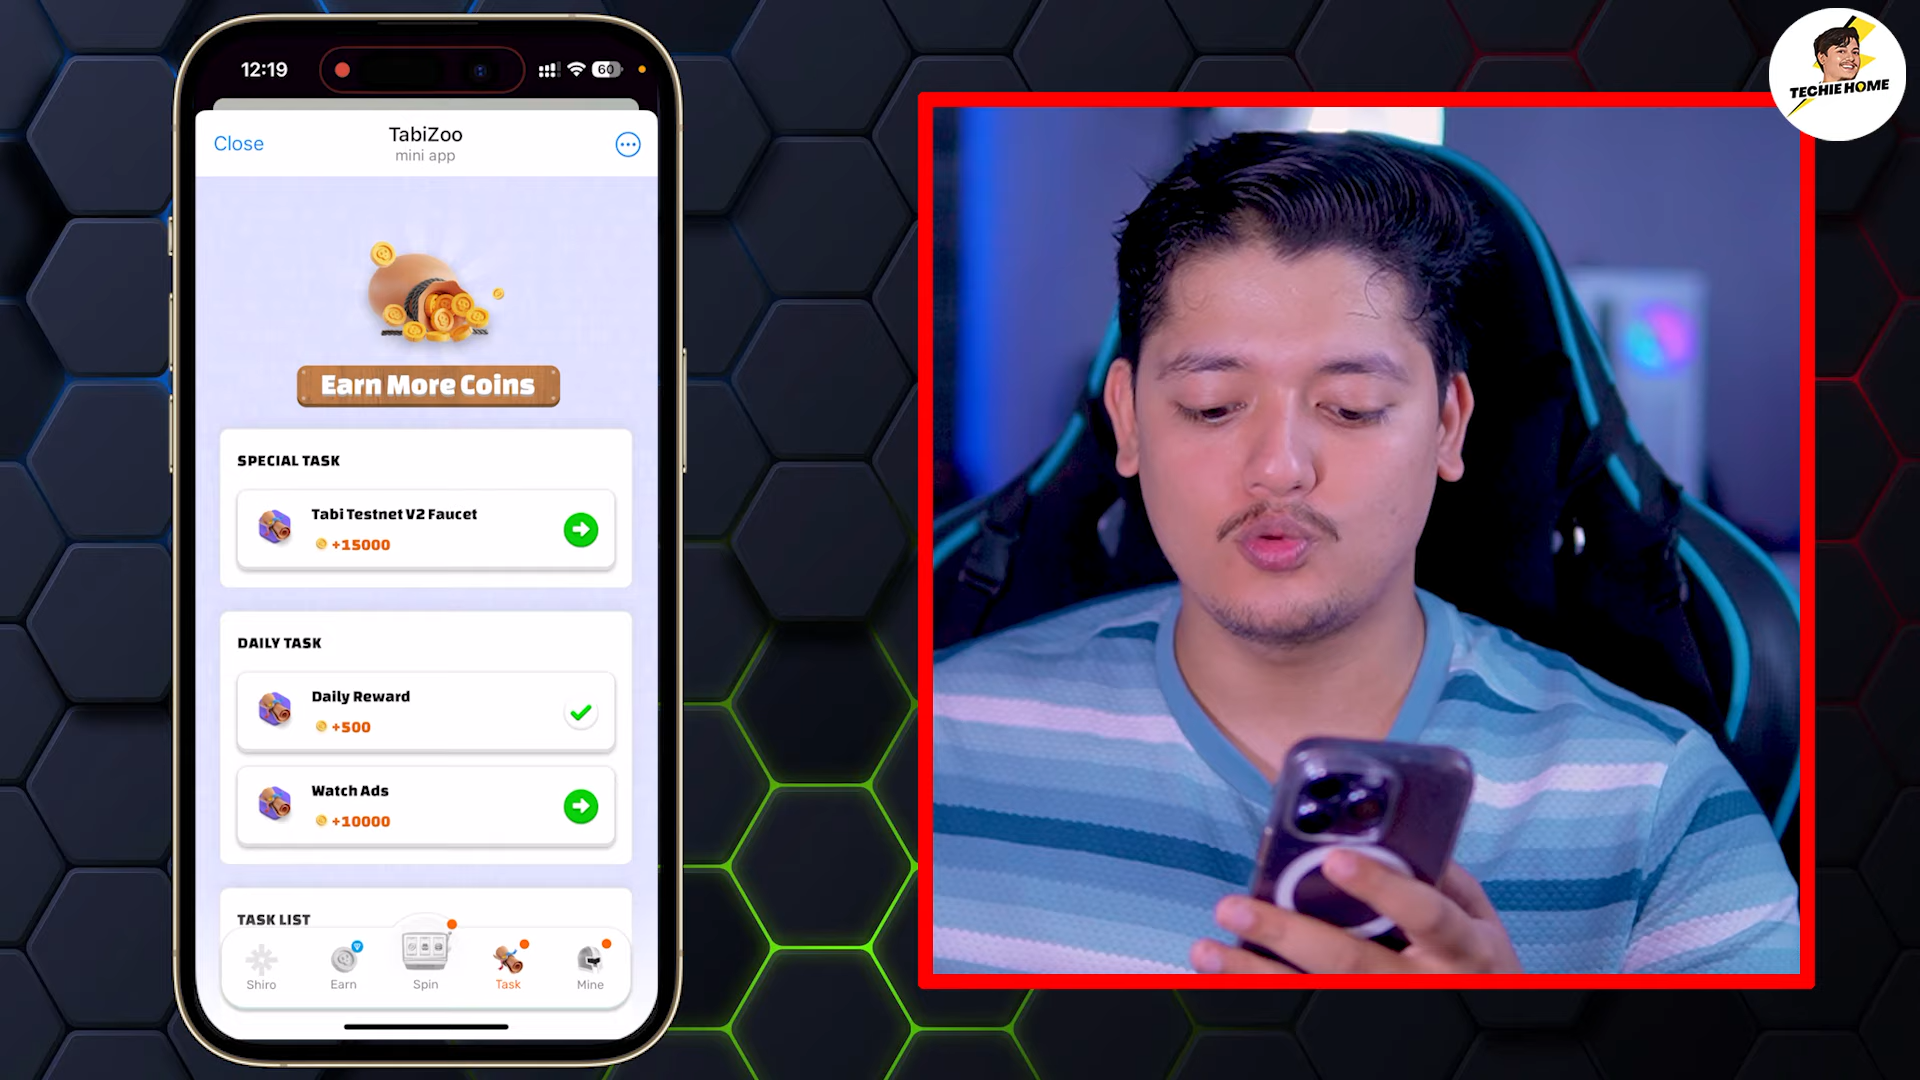 12:19
60
Close
TabiZoo
mini app
Earn More Coins
SPECIAL TASK
Tabi Testnet V2 Faucet
+15000
DAILY TASK
Daily Reward
+500
Watch Ads
+10000
TASK LIST
Shiro
Earn
Spin
Task
Mine
TECHIE HOME